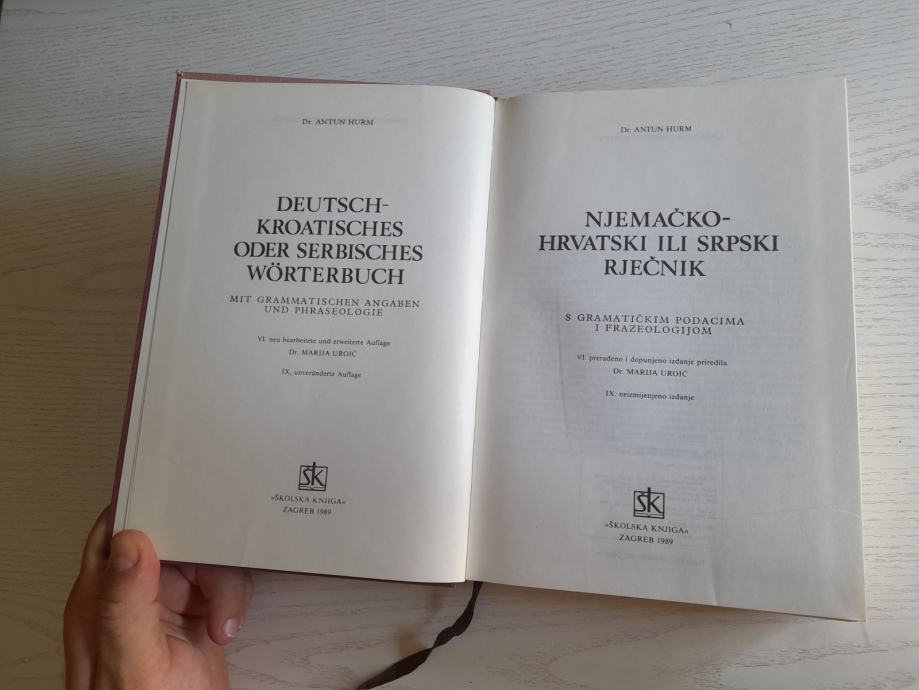 Dr. ANTUN HURM
DEUTSCH-
KROATISCHES
ODER SERBISCHES
WÖRTERBUCH
MIT GRAMMATISCHEN ANGABEN
UND PHRASEOLOGIE
VI. neu bearbeitete und erweiterte Auflage
Dr. MARIJA UROIĆ
IX, unveränderte Auflage
ŠK
»ŠKOLSKA KNJIGA«
ZAGREB 1989
Dr. ANTUN HURM
NJEMAČKO-
HRVATSKI ILI SRPSKI
RJEČNIK
S GRAMATIČKIM PODACIMA
I FRAZEOLOGIJOM
VI. prerađeno i dopunjeno izdanje priredila
Dr. MARIJA UROIĆ
IX. neizmijenjeno izdanje
ŠK
»ŠKOLSKA KNJIGA«
ZAGREB 1989